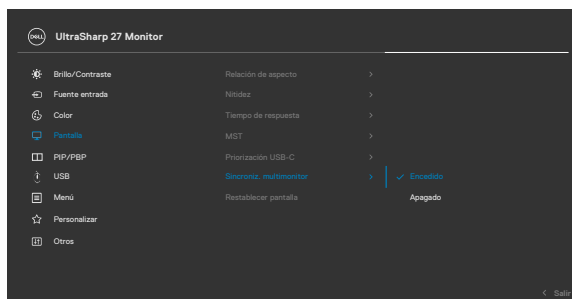 DELL UltraSharp 27 Monitor
Brillo/Contraste Relación de aspecto
Fuente entrada Nitidez
Color Tiempo de respuesta
Pantalla MST
PIP/PBP Priorización USB-C
USB Sincroniz. multimonitor Encedido
Menú Restablecer pantalla Apagado
Personalizar
Otros
Salir